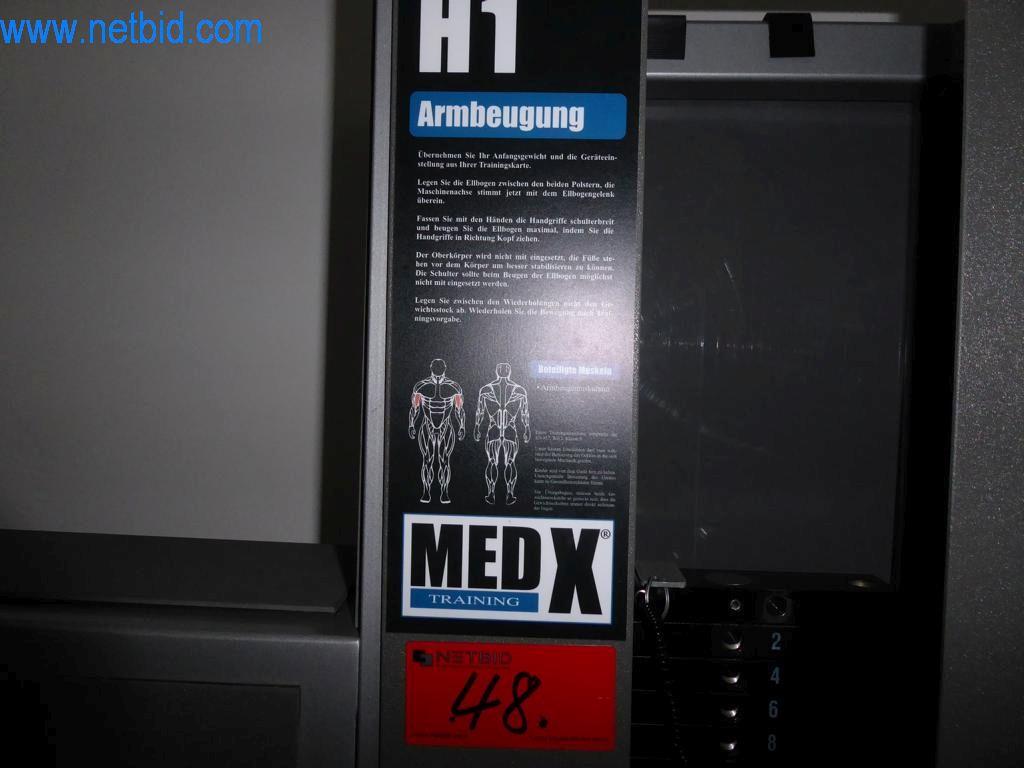 www.netbid.com
H1
Armbeugung
Übernehmen Sie Ihr Anfangsgewicht und die Geräteein-
stellung aus Ihrer Trainingskarte.
Legen Sie die Ellbogen zwischen den beiden Polstern, die
Maschinenachse stimmt jetzt mit dem Ellbogengelenk
überein.
Fassen Sie mit den Händen die Handgriffe schulterbreit
und beugen Sie die Ellbogen maximal, indem Sie die
Handgriffe in Richtung Kopf ziehen.
Der Oberkörper wird nicht mit eingesetzt, die Füße ste-
hen vor dem Körper um besser stabilisieren zu können.
Die Schulter sollte beim Beugen der Ellbogen möglichst
nicht mit eingesetzt werden.
Legen Sie zwischen den Wiederholungen nicht den Ge-
wichtsstock ab. Wiederholen Sie die Bewegung nach Trai-
ningsvorgabe.
Beteiligte Muskeln
• Armbeugemuskulatur
MED X®
TRAINING
NETBID
48.
2
4
6
8